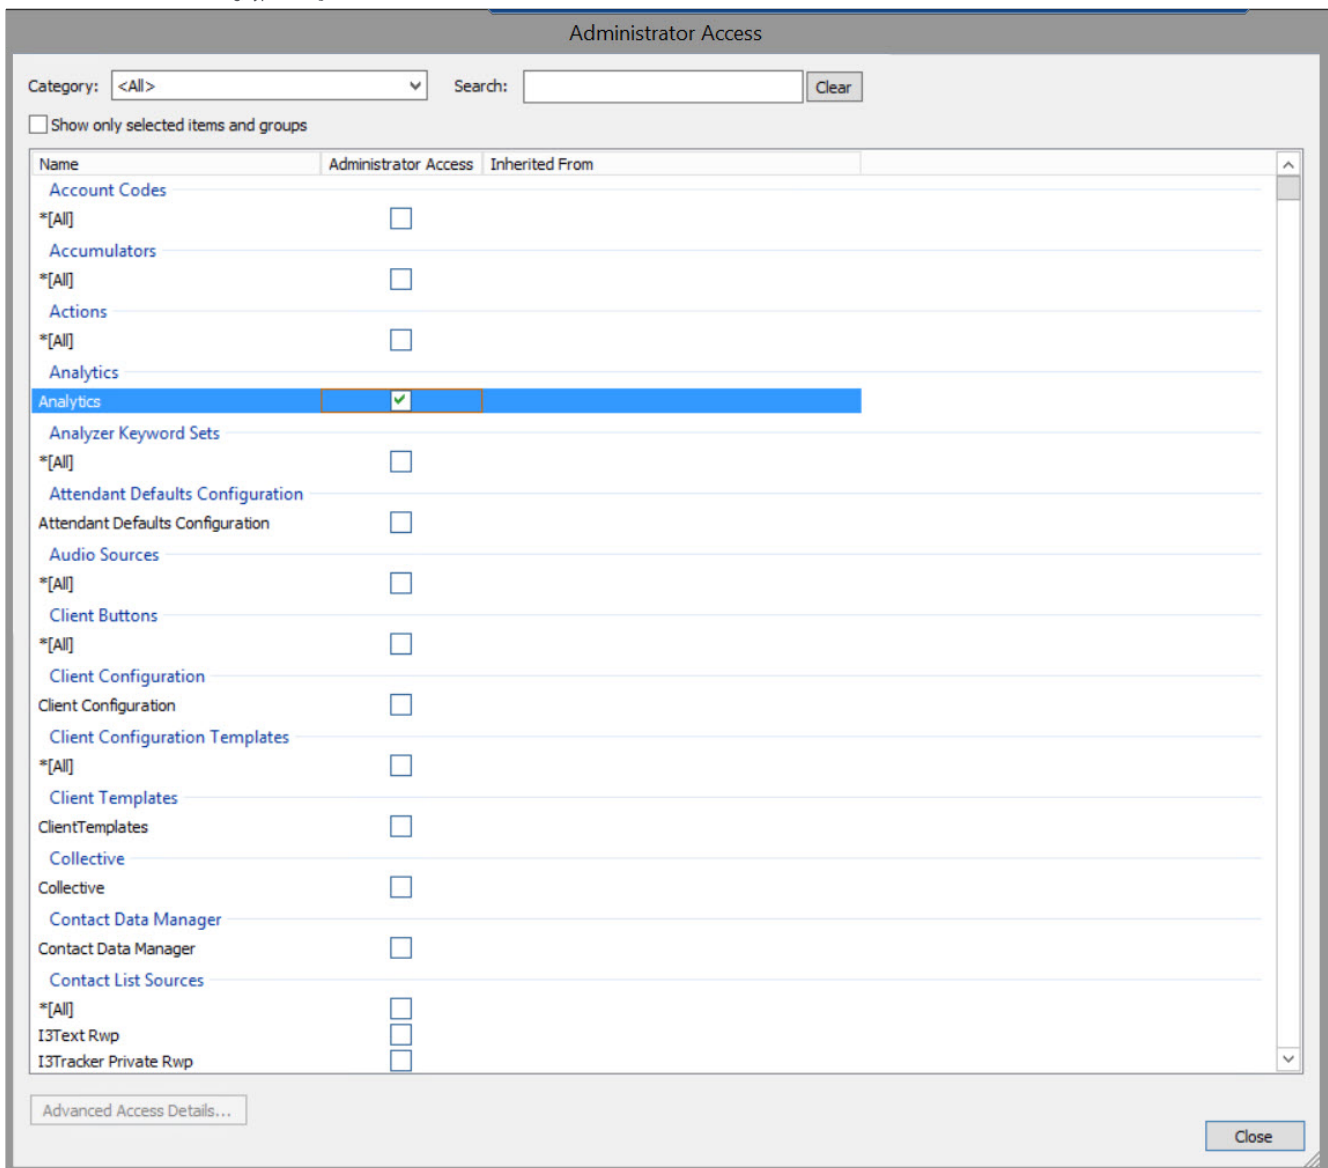 Administrator Access
Category: <All> Search: Clear
Show only selected items and groups
Name Administrator Access Inherited From
Account Codes
*[All]
Accumulators
*[All]
Actions
*[All]
Analytics
Analytics
Analyzer Keyword Sets
*[All]
Attendant Defaults Configuration
Attendant Defaults Configuration
Audio Sources
*[All]
Client Buttons
*[All]
Client Configuration
Client Configuration
Client Configuration Templates
*[All]
Client Templates
ClientTemplates
Collective
Collective
Contact Data Manager
Contact Data Manager
Contact List Sources
*[All]
I3Text Rwp
I3Tracker Private Rwp
Advanced Access Details...
Close